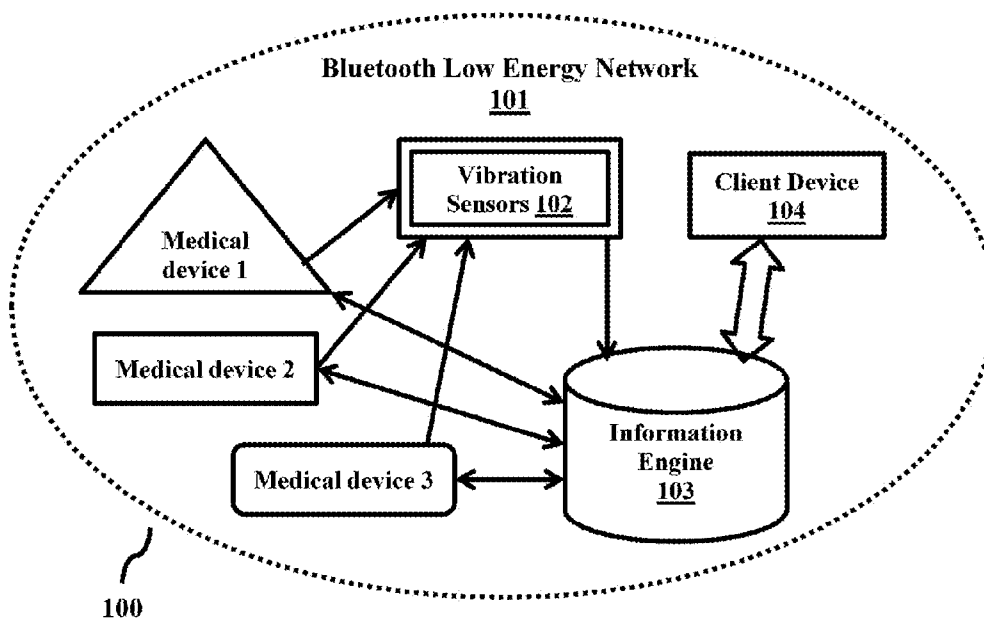 Bluetooth Low Energy Network
101
Vibration
Sensors 102
Client Device
104
Medical
device 1
Medical device 2
Medical device 3
Information
Engine
103
100